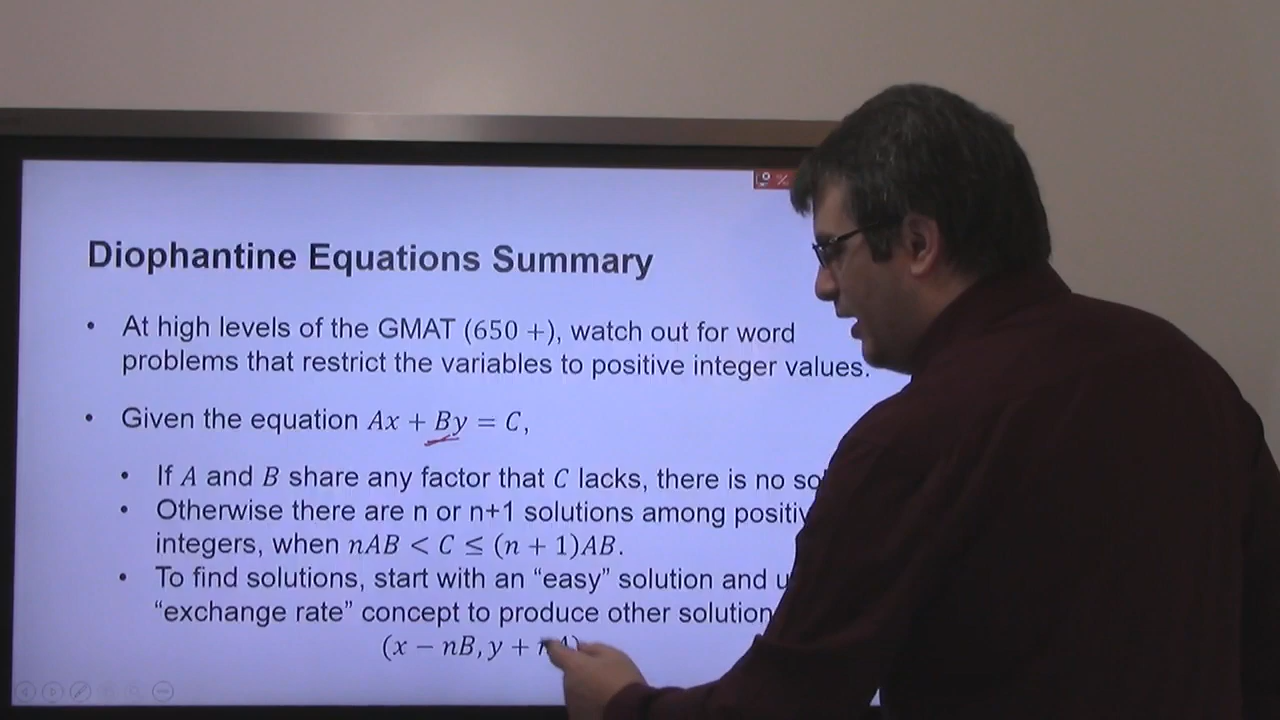 Diophantine Equations Summary
• At high levels of the GMAT (650 +), watch out for word
problems that restrict the variables to positive integer values.
• Given the equation Ax + By = C,
• If A and B share any factor that C lacks, there is no
• Otherwise there are n or n+1 solutions among
integers, when nAB < C ≤ (n + 1)AB.
• To find solutions, start with an “easy” solution and
“exchange rate” concept to produce other
(x − nB, y +